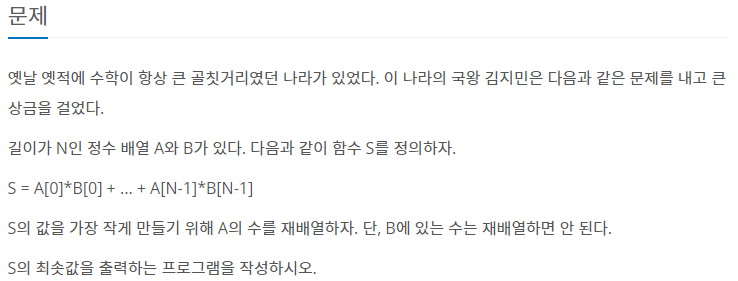 문제
옛날 옛적에 수학이 항상 큰 골칫거리였던 나라가 있었다. 이 나라의 국왕 김지민은 다음과 같은 문제를 내고 큰
상금을 걸었다.
길이가 N인 정수 배열 A와 B가 있다. 다음과 같이 함수 S를 정의하자.
S = A[0]*B[0] + ... + A[N-1]*B[N-1]
S의 값을 가장 작게 만들기 위해 A의 수를 재배열하자. 단, B에 있는 수는 재배열하면 안 된다.
S의 최솟값을 출력하는 프로그램을 작성하시오.